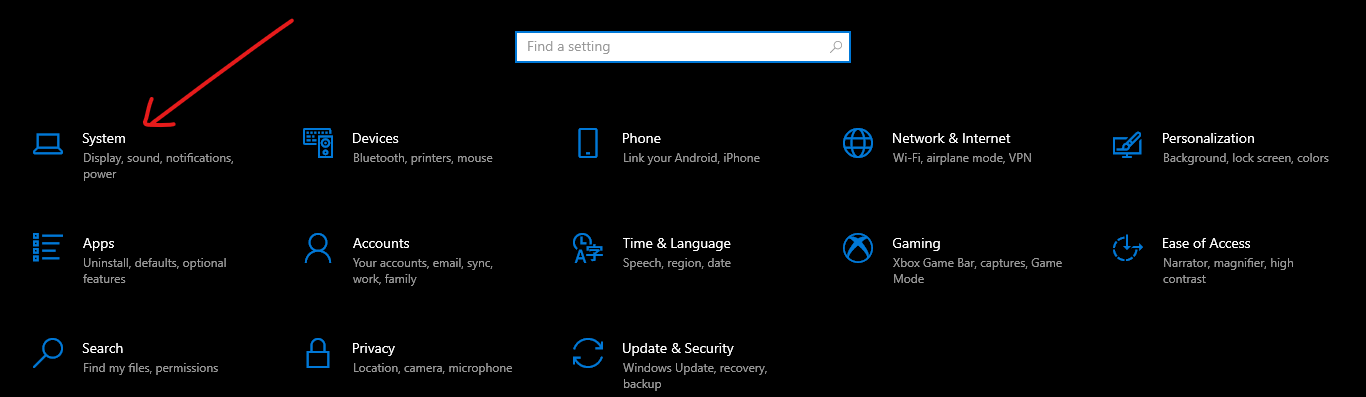 Find a setting
System
Display, sound, notifications,
power
Devices
Bluetooth, printers, mouse
Phone
Link your Android, iPhone
Network & Internet
Wi-Fi, airplane mode, VPN
Personalization
Background, lock screen, colors
Apps
Uninstall, defaults, optional
features
Accounts
Your accounts, email, sync,
work, family
Time & Language
Speech, region, date
Gaming
Xbox Game Bar, captures, Game
Mode
Ease of Access
Narrator, magnifier, high
contrast
Search
Find my files, permissions
Privacy
Location, camera, microphone
Update & Security
Windows Update, recovery,
backup